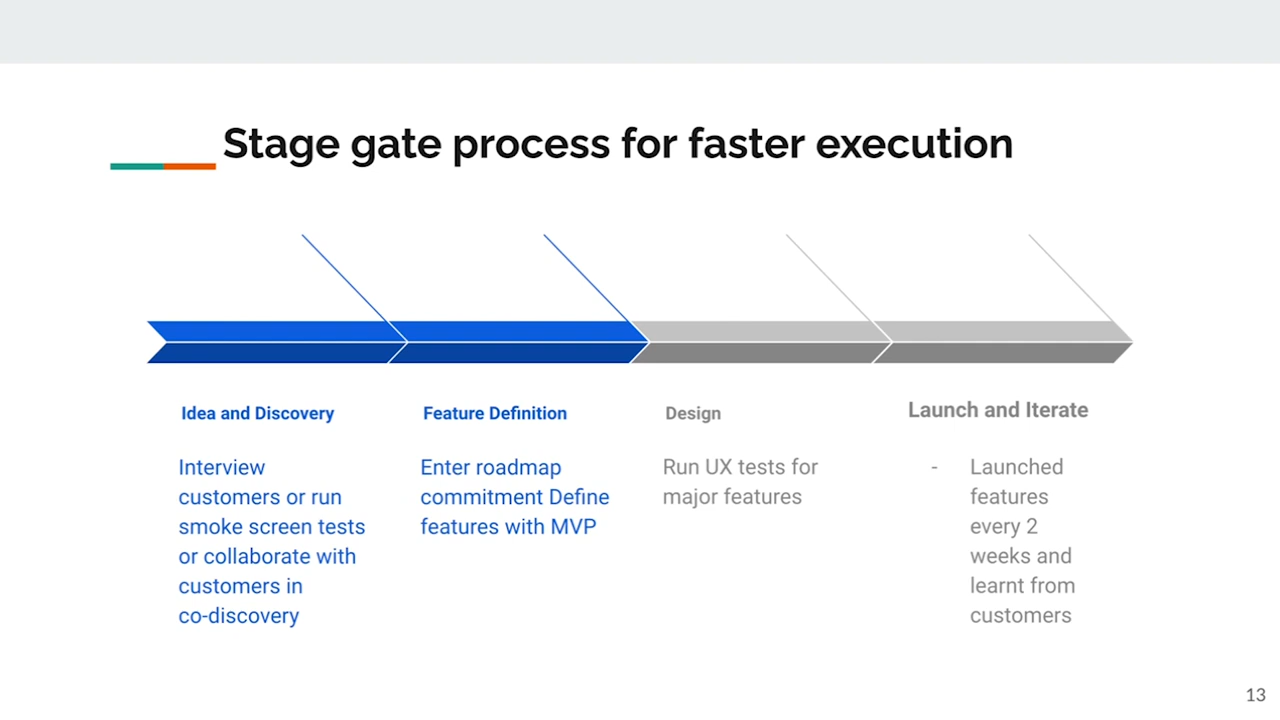 Stage gate process for faster execution
Idea and Discovery
Interview
customers or run
smoke screen tests
or collaborate with
customers in
co-discovery
Feature Definition
Enter roadmap
commitment Define
features with MVP
Design
Run UX tests for
major features
Launch and Iterate
- Launched
features
every 2
weeks and
learnt from
customers
13